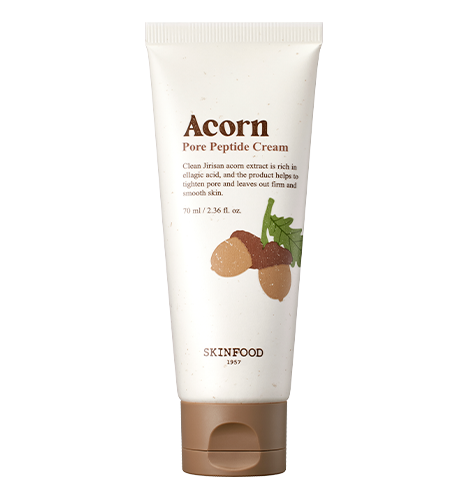 Acorn
Pore Peptide Cream
Clean Jirisan acorn extract is rich in
ellagic acid, and the product helps to
tighten pore and leaves out firm and
smooth skin.
70 ml / 2.36 fl. oz.
SKINFOOD
1957